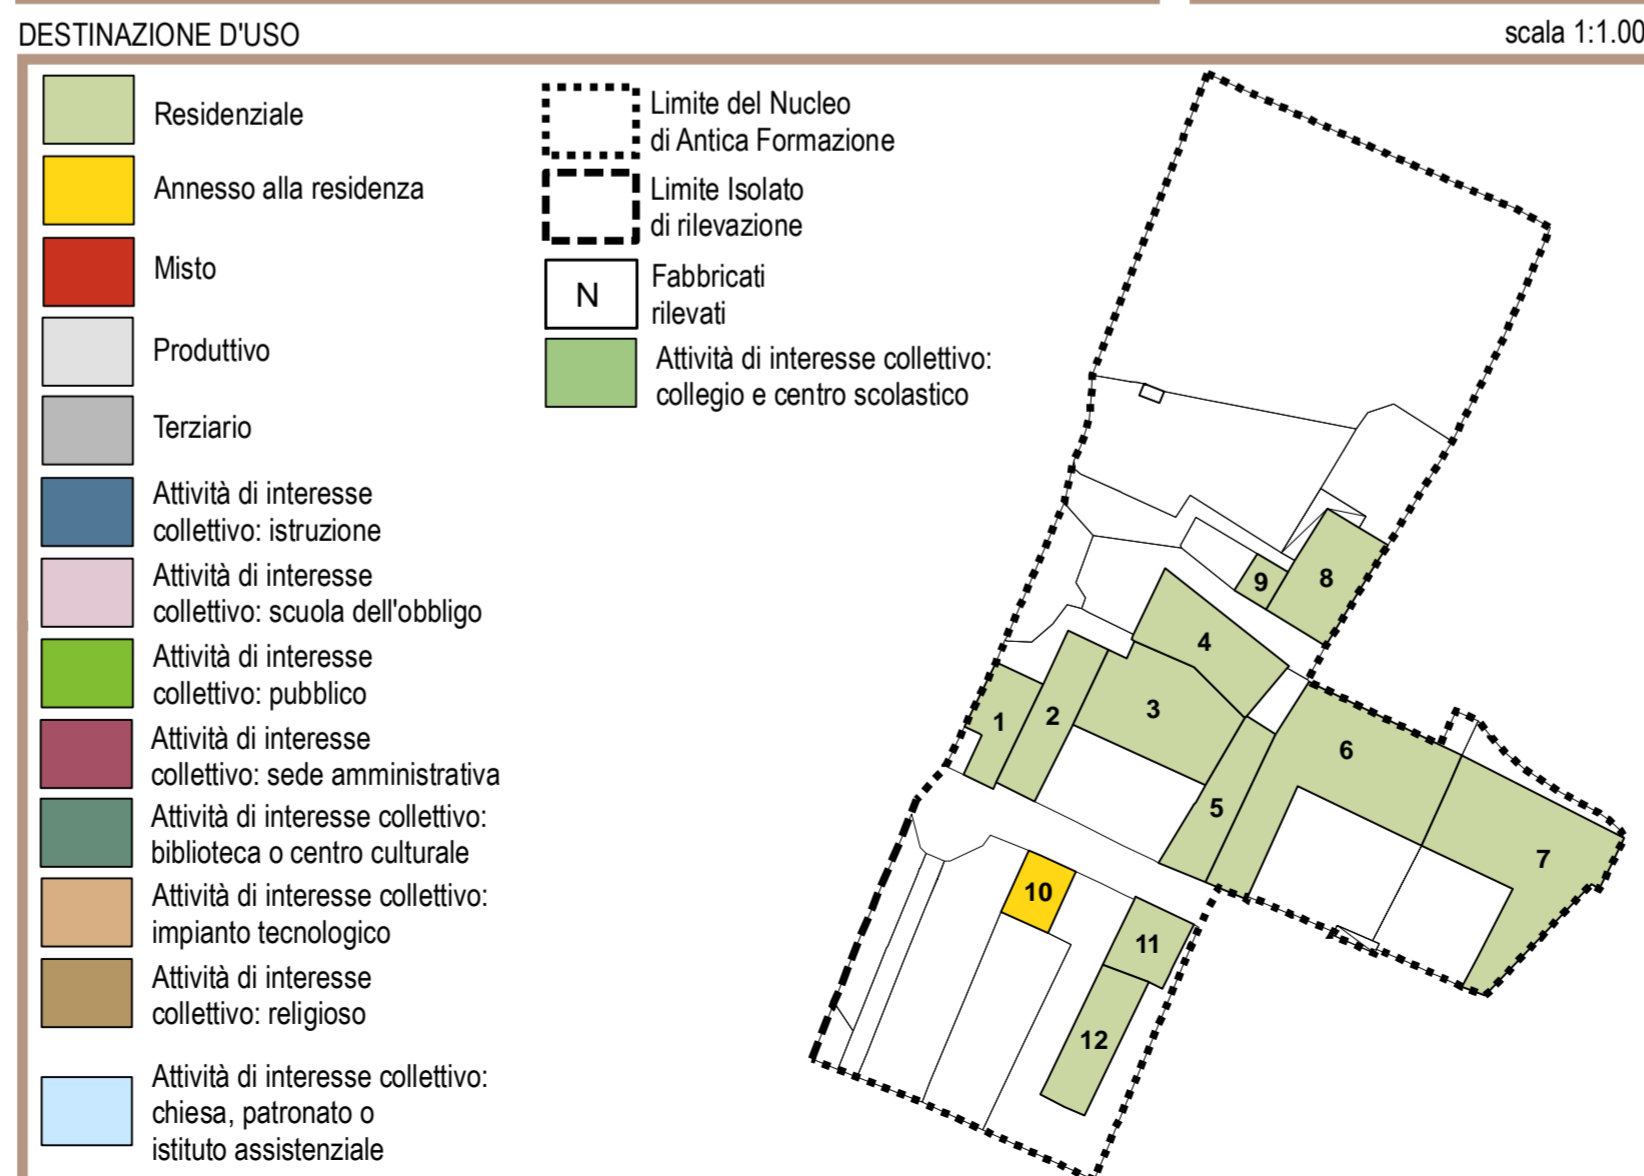 DESTINAZIONE D'USO
scala 1:1.00
Residenziale
Annesso alla residenza
Misto
Produttivo
Terziario
Attività di interesse
collettivo: istruzione
Attività di interesse
collettivo: scuola dell'obbligo
Attività di interesse
collettivo: pubblico
Attività di interesse
collettivo: sede amministrativa
Attività di interesse collettivo:
biblioteca o centro culturale
Attività di interesse collettivo:
impianto tecnologico
Attività di interesse
collettivo: religioso
Attività di interesse collettivo:
chiesa, patronato o
istituto assistenziale
Limite del Nucleo
di Antica Formazione
Limite Isolato
di rilevazione
N
Fabbricati
rilevati
Attività di interesse collettivo:
collegio e centro scolastico
9
8
4
1
2
3
6
5
7
10
11
12